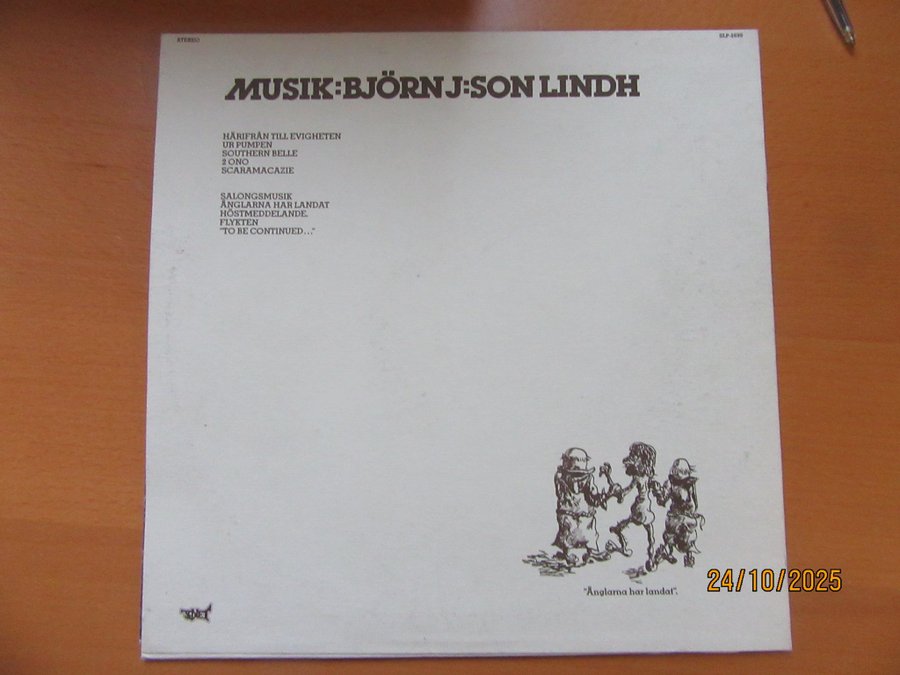 STEREO
SLP-2630
MUSIK:BJÖRN J:SON LINDH
HÄRIFRÅN TILL EVIGHETEN
UR PUMPEN
SOUTHERN BELLE
2 ONO
SCARAMACAZIE
SALONGSMUSIK
ÄNGLARNA HAR LANDAT
HÖSTMEDDELANDE.
FLYKTEN
"TO BE CONTINUED..."
"Änglarna har landat".
24/10/2025